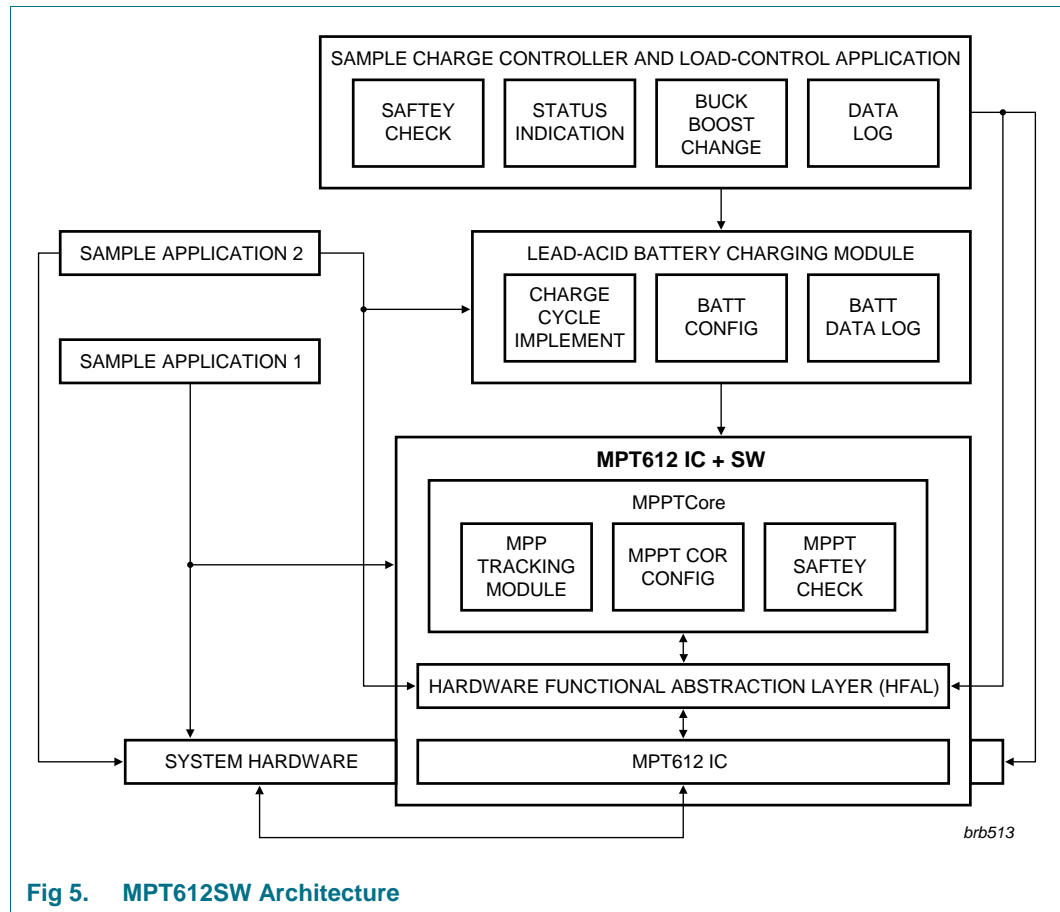 SAMPLE CHARGE CONTROLLER AND LOAD-CONTROL APPLICATION
SAFTEY
CHECK
STATUS
INDICATION
BUCK
BOOST
CHANGE
DATA
LOG
SAMPLE APPLICATION 2
LEAD-ACID BATTERY CHARGING MODULE
CHARGE
CYCLE
IMPLEMENT
BATT
CONFIG
BATT
DATA LOG
SAMPLE APPLICATION 1
MPT612 IC + SW
MPPTCore
MPP
TRACKING
MODULE
MPPT COR
CONFIG
MPPT
SAFTEY
CHECK
HARDWARE FUNCTIONAL ABSTRACTION LAYER (HFAL)
SYSTEM HARDWARE
MPT612 IC
brb513
Fig 5. MPT612SW Architecture